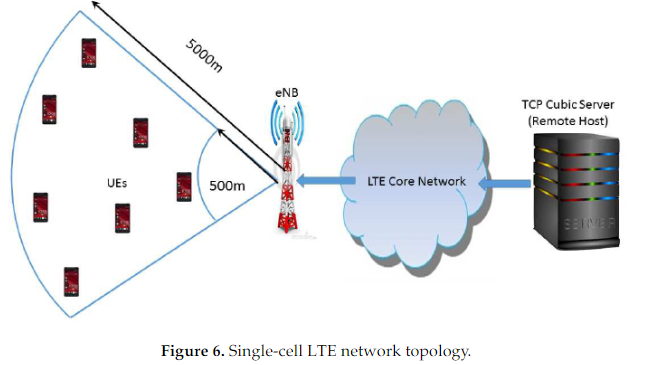 5000m
eNB
TCP Cubic Server
(Remote Host)
UEs
500m
LTE Core Network
SERVER
Figure 6. Single-cell LTE network topology.